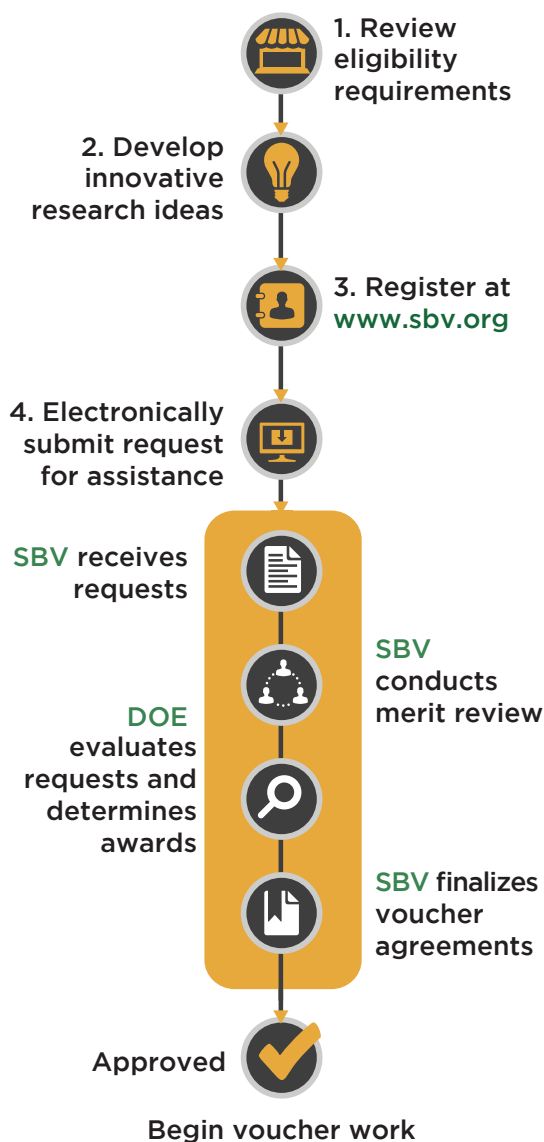 1. Review
eligibility
requirements
2. Develop
innovative
research ideas
3. Register at
www.sbv.org
4. Electronically
submit request
for assistance
SBV receives
requests
SBV
conducts
merit review
DOE
evaluates
requests and
determines
awards
SBV finalizes
voucher
agreements
Approved
Begin voucher work